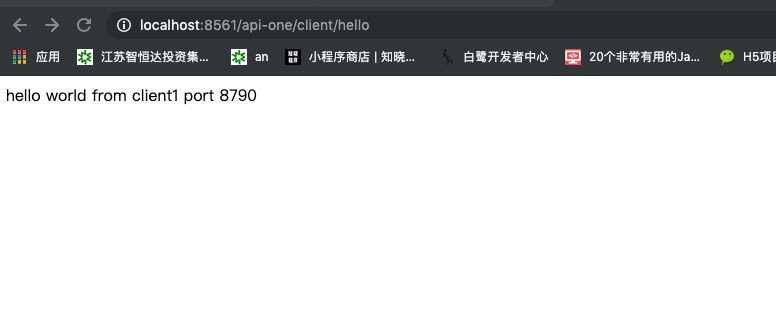 localhost:8561/api-one/client/hello
应用 江苏智恒达投资集... an 小程序商店 | 知晓... 白鹭开发者中心 20个非常有用的Ja... H5项目
hello world from client1 port 8790